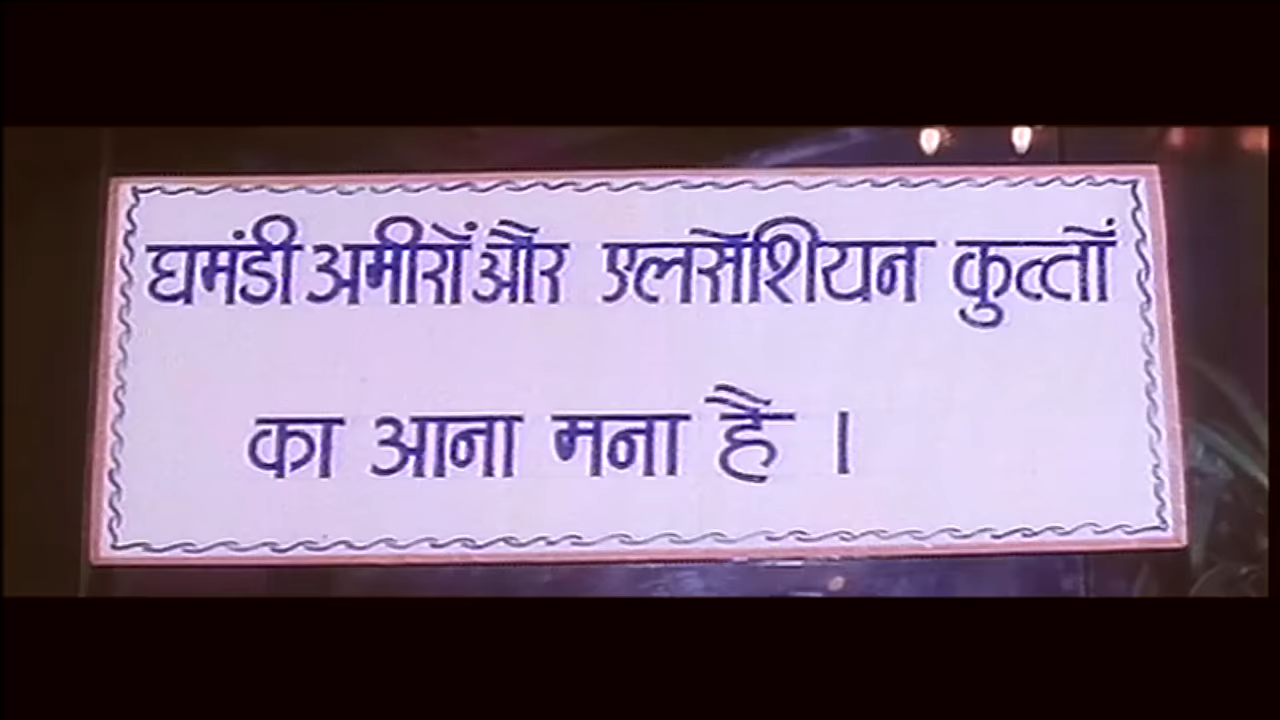 घमंडी अमीरों और एलसेशियन कुत्तों
का आना मना है ।